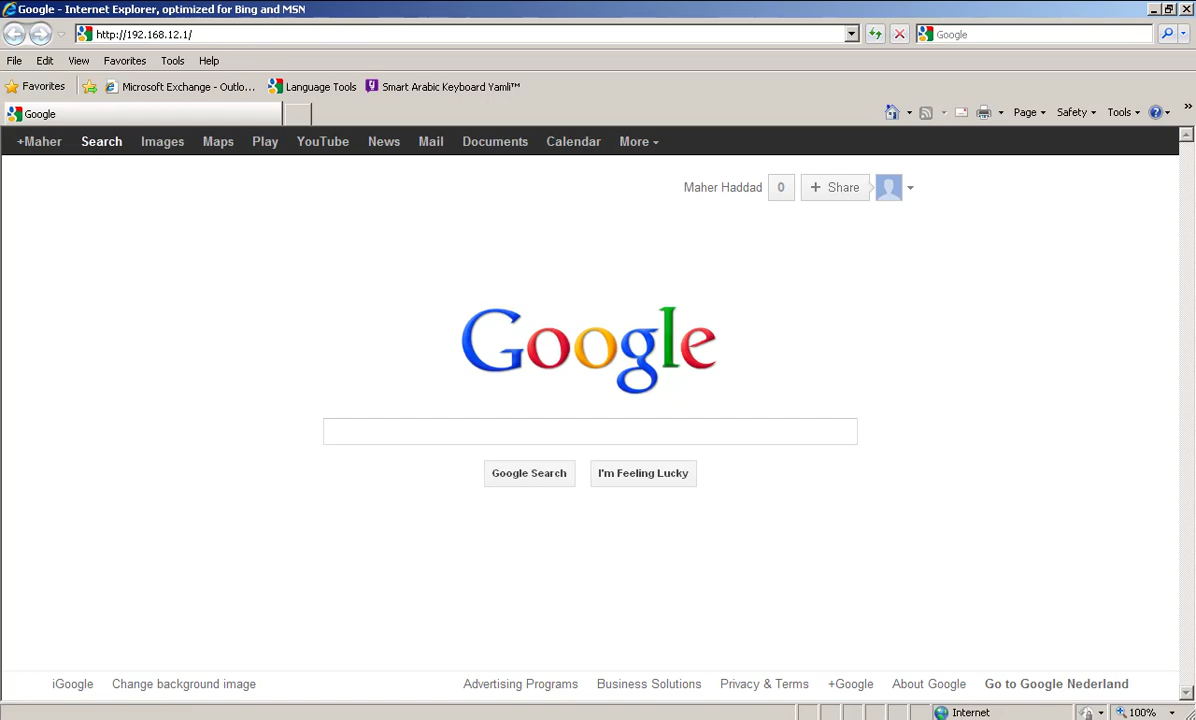 Google - Internet Explorer, optimized for Bing and MSN
http://192.168.12.1/
Google
File Edit View Favorites Tools Help
Favorites Microsoft Exchange - Outlo... Language Tools Smart Arabic Keyboard Yamli™
Google
Page Safety Tools »
+Maher Search Images Maps Play YouTube News Mail Documents Calendar More
Maher Haddad 0 + Share
Google
Google Search I'm Feeling Lucky
iGoogle Change background image Advertising Programs Business Solutions Privacy & Terms +Google About Google Go to Google Nederland
Internet 100%